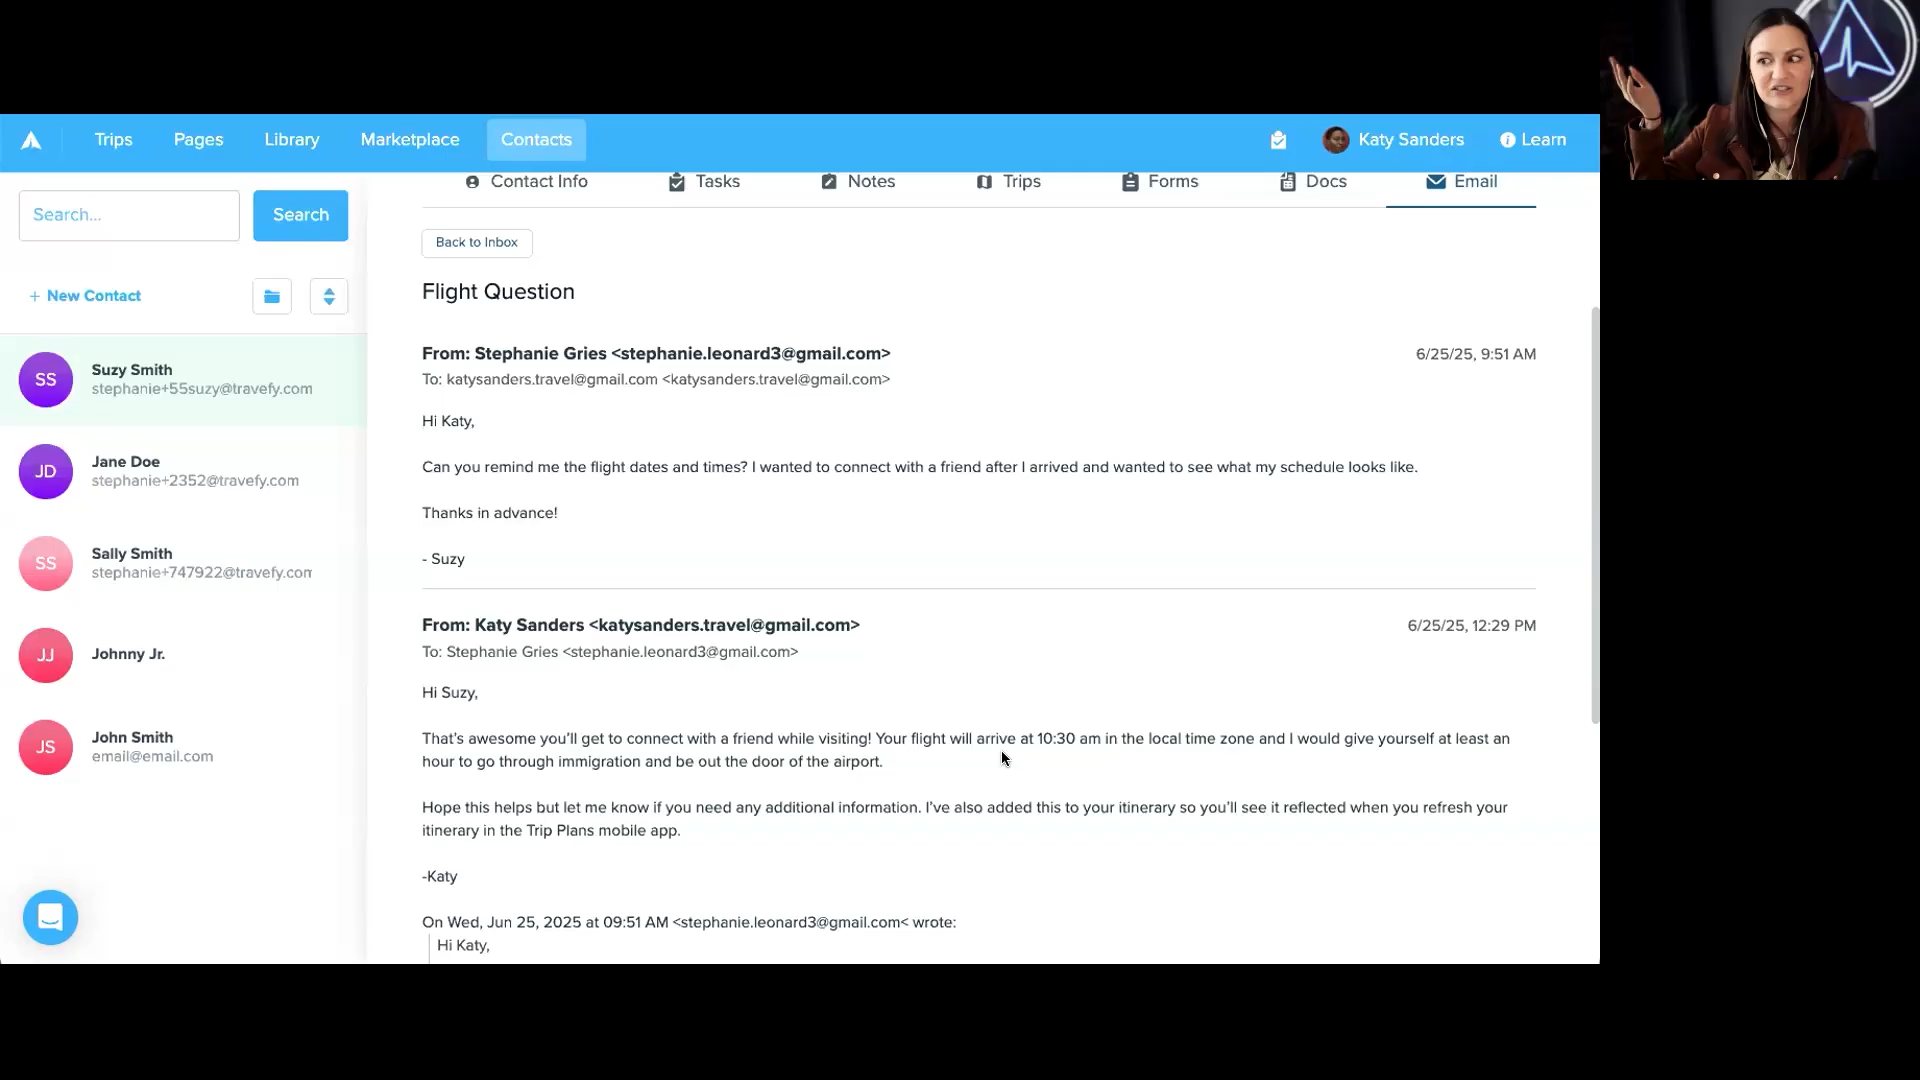 Trips
Pages
Library
Marketplace
Contacts
Katy Sanders
Learn
Contact Info
Tasks
Notes
Trips
Forms
Docs
Email
Search...
Search
+ New Contact
SS
Suzy Smith
stephanie+55suzy@travefy.com
JD
Jane Doe
stephanie+2352@travefy.com
SS
Sally Smith
stephanie+747922@travefy.com
JJ
Johnny Jr.
JS
John Smith
email@email.com
Back to Inbox
Flight Question
From: Stephanie Gries <stephanie.leonard3@gmail.com>
6/25/25, 9:51 AM
To: katysanders.travel@gmail.com <katysanders.travel@gmail.com>
Hi Katy,
Can you remind me the flight dates and times? I wanted to connect with a friend after I arrived and wanted to see what my schedule looks like.
Thanks in advance!
- Suzy
From: Katy Sanders <katysanders.travel@gmail.com>
6/25/25, 12:29 PM
To: Stephanie Gries <stephanie.leonard3@gmail.com>
Hi Suzy,
That's awesome you'll get to connect with a friend while visiting! Your flight will arrive at 10:30 am in the local time zone and I would give yourself at least an
hour to go through immigration and be out the door of the airport.
Hope this helps but let me know if you need any additional information. I've also added this to your itinerary so you'll see it reflected when you refresh your
itinerary in the Trip Plans mobile app.
-Katy
On Wed, Jun 25, 2025 at 09:51 AM <stephanie.leonard3@gmail.com< wrote:
Hi Katy,